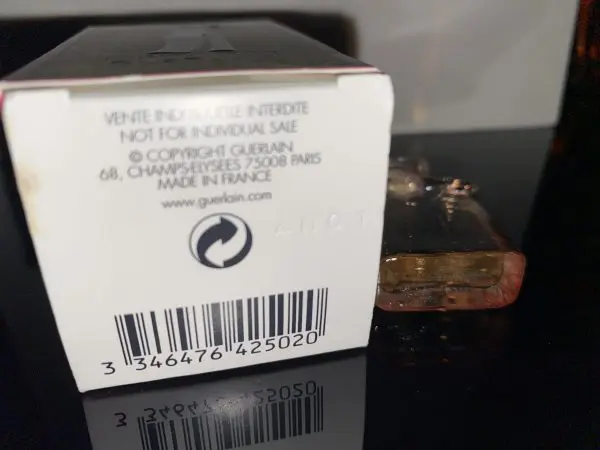 VENTE INDIVIDUELLE INTERDITE
NOT FOR INDIVIDUAL SALE
© COPYRIGHT GUERLAIN
68, CHAMPS-ELYSEES 75008 PARIS
MADE IN FRANCE
www.guerlain.com
3 346476 425020